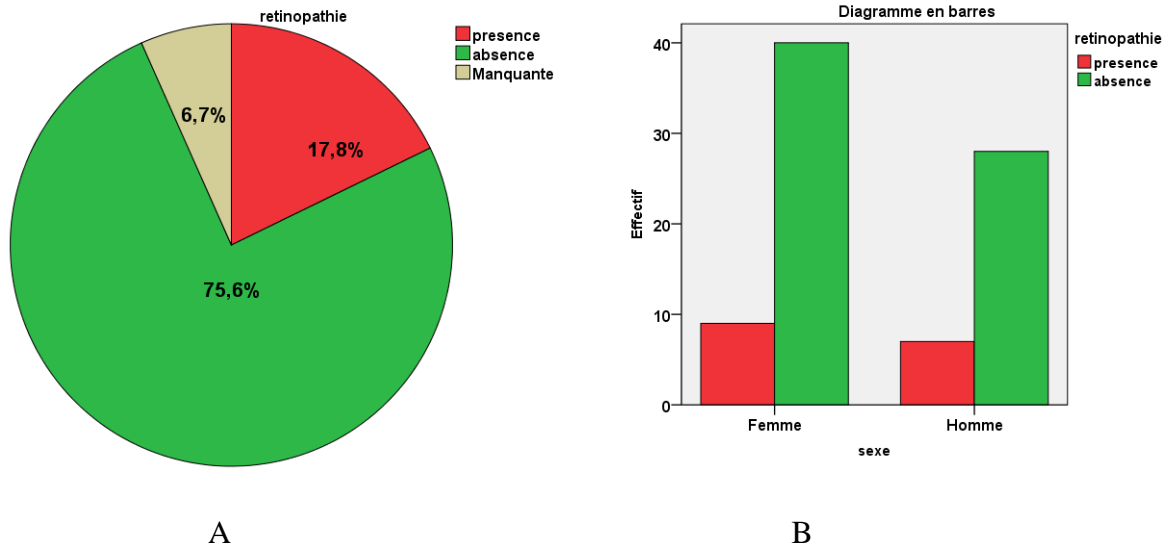 retinopathie
presence
absence
Manquante
6,7%
17,8%
75,6%
A
Diagramme en barres
retinopathie
presence
absence
Effectif
40
30
20
10
0
Femme
Homme
sexe
B